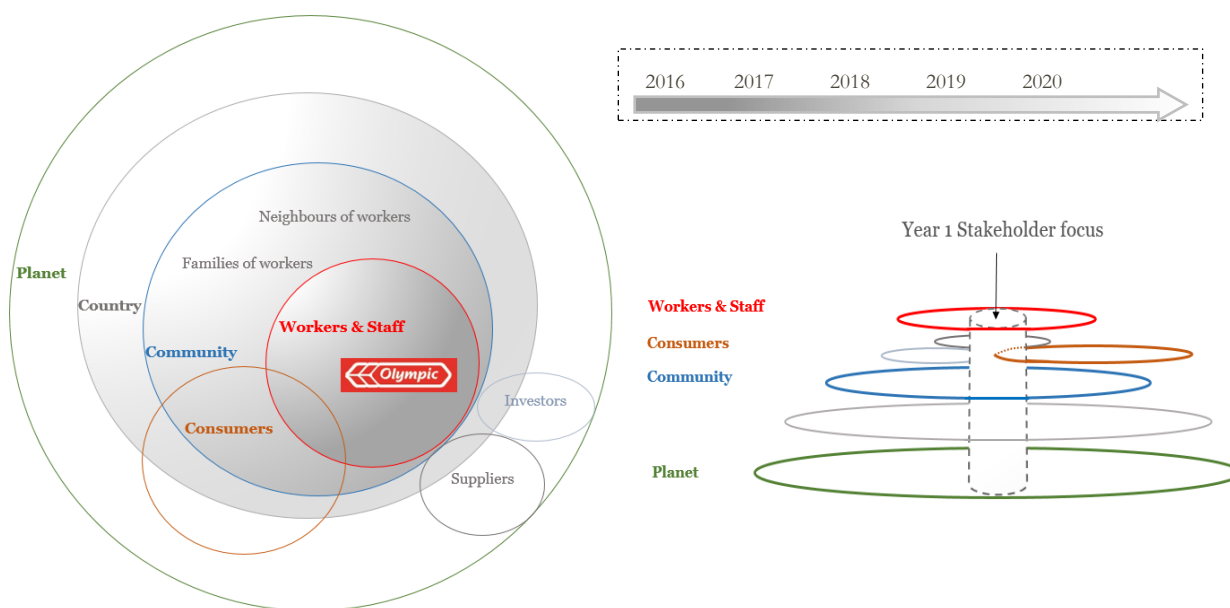 2016 2017 2018 2019 2020
Neighbours of workers
Families of workers
Planet
Country
Workers & Staff
Community
Olympic
Investors
Consumers
Suppliers
Year 1 Stakeholder focus
Workers & Staff
Consumers
Community
Planet